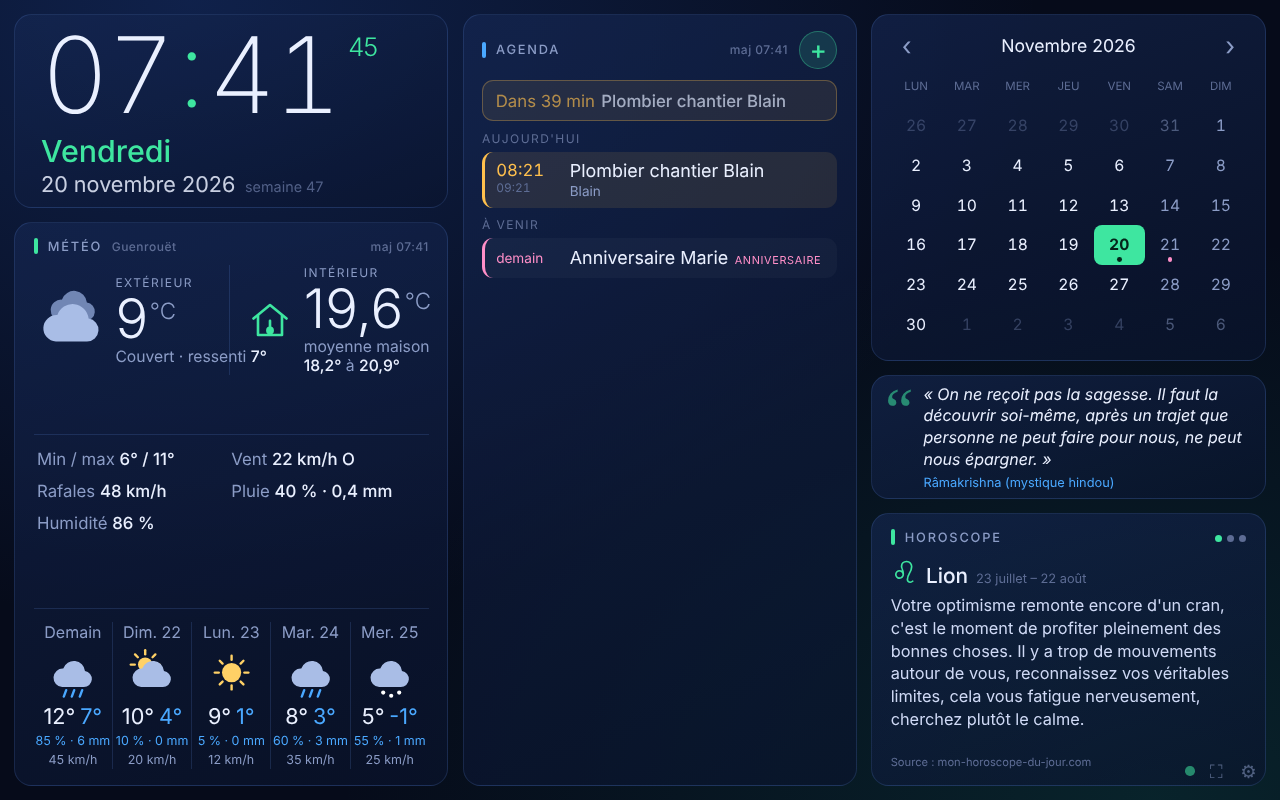 07:41 45
Vendredi
20 novembre 2026 semaine 47
MÉTÉO Guenrouët maj 07:41
EXTÉRIEUR
9°C
Couvert · ressenti 7°
INTÉRIEUR
19,6°C
moyenne maison
18,2° à 20,9°
Min / max 6° / 11° Vent 22 km/h O
Rafales 48 km/h Pluie 40 % · 0,4 mm
Humidité 86 %
Demain Dim. 22 Lun. 23 Mar. 24 Mer. 25
12° 7° 10° 4° 9° 1° 8° 3° 5° -1°
85 % · 6 mm 10 % · 0 mm 5 % · 0 mm 60 % · 3 mm 55 % · 1 mm
45 km/h 20 km/h 12 km/h 35 km/h 25 km/h
AGENDA maj 07:41 +
Dans 39 min Plombier chantier Blain
AUJOURD'HUI
08:21 Plombier chantier Blain
09:21 Blain
À VENIR
demain Anniversaire Marie ANNIVERSAIRE
‹ Novembre 2026 ›
LUN MAR MER JEU VEN SAM DIM
26 27 28 29 30 31 1
2 3 4 5 6 7 8
9 10 11 12 13 14 15
16 17 18 19 20 21 22
23 24 25 26 27 28 29
30 1 2 3 4 5 6
“ « On ne reçoit pas la sagesse. Il faut la
découvrir soi-même, après un trajet que
personne ne peut faire pour nous, ne peut
nous épargner. »
Râmakrishna (mystique hindou)
HOROSCOPE
♌ Lion 23 juillet – 22 août
Votre optimisme remonte encore d'un cran,
c'est le moment de profiter pleinement des
bonnes choses. Il y a trop de mouvements
autour de vous, reconnaissez vos véritables
limites, cela vous fatigue nerveusement,
cherchez plutôt le calme.
Source : mon-horoscope-du-jour.com